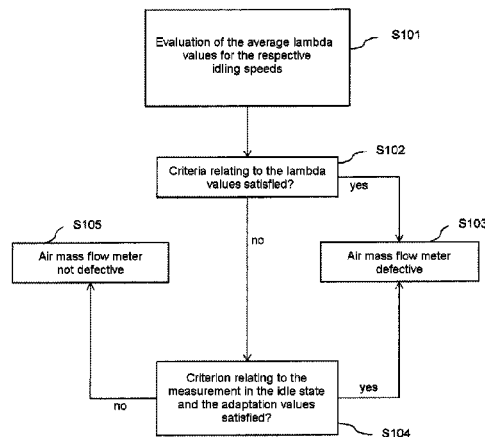 S101
Evaluation of the average lambda
values for the respective
idling speeds
S102
Criteria relating to the lambda
values satisfied?
yes
no
S105
Air mass flow meter
not defective
S103
Air mass flow meter
defective
Criterion relating to the
measurement in the idle state
and the adaptation values
satisfied?
no
yes
S104